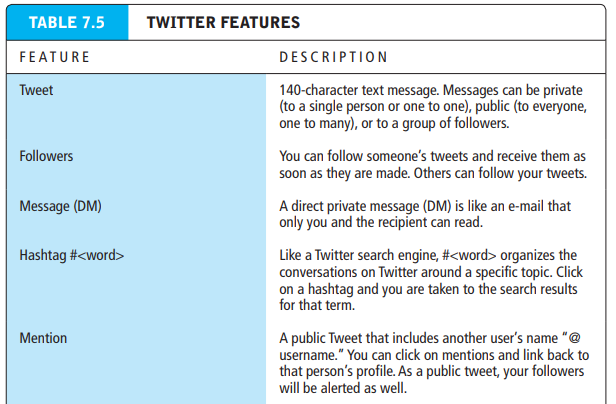 TABLE 7.5 TWITTER FEATURES
FEATURE DESCRIPTION
Tweet 140-character text message. Messages can be private
(to a single person or one to one), public (to everyone,
one to many), or to a group of followers.
Followers You can follow someone’s tweets and receive them as
soon as they are made. Others can follow your tweets.
Message (DM) A direct private message (DM) is like an e-mail that
only you and the recipient can read.
Hashtag #<word> Like a Twitter search engine, #<word> organizes the
conversations on Twitter around a specific topic. Click
on a hashtag and you are taken to the search results
for that term.
Mention A public Tweet that includes another user’s name “@
username.” You can click on mentions and link back to
that person’s profile. As a public tweet, your followers
will be alerted as well.